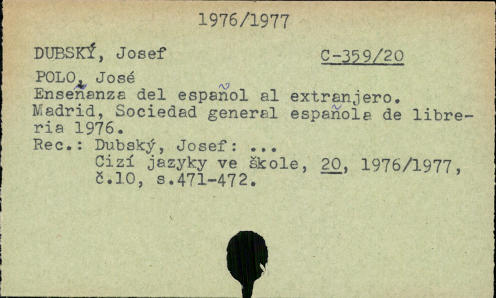 1976/1977
DUBSKÝ, Josef C-359/20
POLO, José
Enseñanza del español al extranjero.
Madrid, Sociedad general española de libre-
ria 1976.
Rec.: Dubský, Josef: ...
Cizí jazyky ve škole, 20, 1976/1977,
č.10, s.471-472.